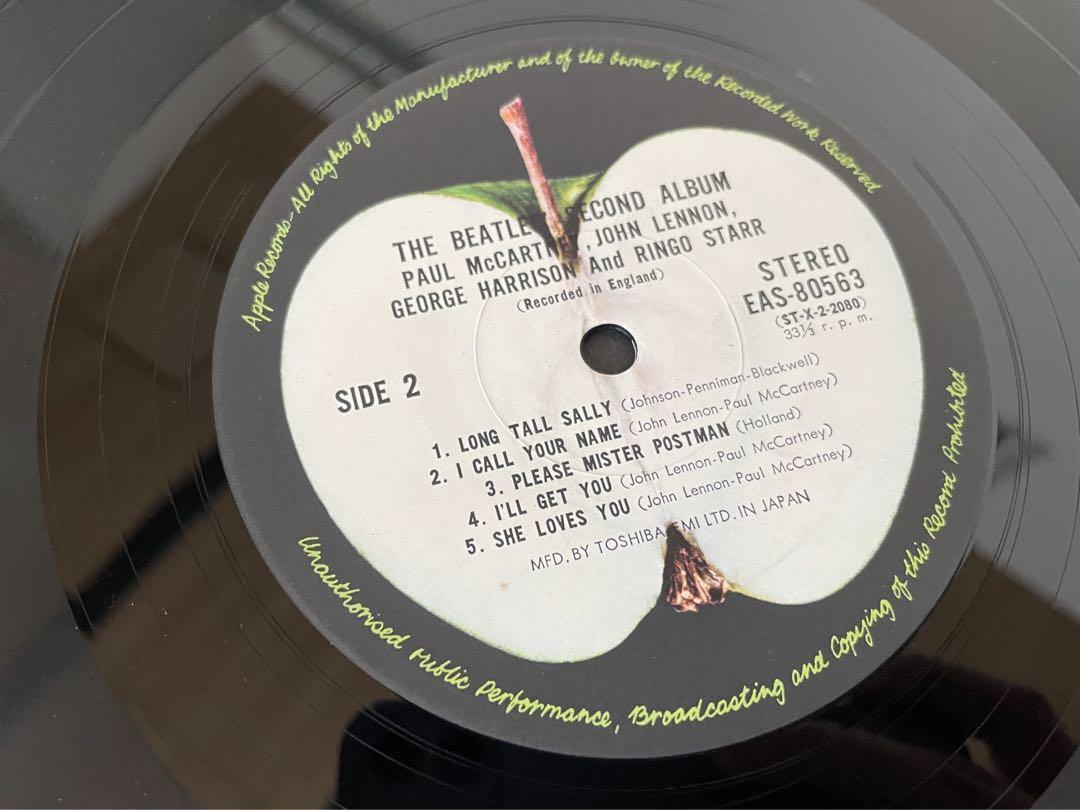 Apple Records-All Rights of the Manufacturer and of the Owner of the Recorded Work Reserved
THE BEATLES SECOND ALBUM
PAUL McCARTNEY, JOHN LENNON,
GEORGE HARRISON And RINGO STARR
(Recorded in England)
STEREO
EAS-80563
(ST-X-2-2080)
33⅓ r. p. m.
SIDE 2
1. LONG TALL SALLY (Johnson-Penniman-Blackwell)
2. I CALL YOUR NAME (John Lennon-Paul McCartney)
3. PLEASE MISTER POSTMAN (Holland)
4. I'LL GET YOU (John Lennon-Paul McCartney)
5. SHE LOVES YOU (John Lennon-Paul McCartney)
MFD. BY TOSHIBA EMI LTD. IN JAPAN
Unauthorised Public Performance, Broadcasting and Copying of this Record Prohibited